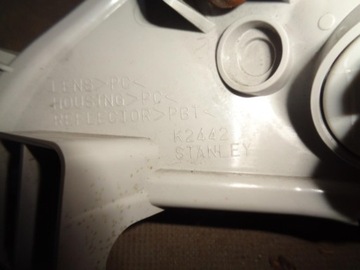 LENS>PC<
HOUSING>PC<
REFLECTOR>PBT<
K2442
STANLEY